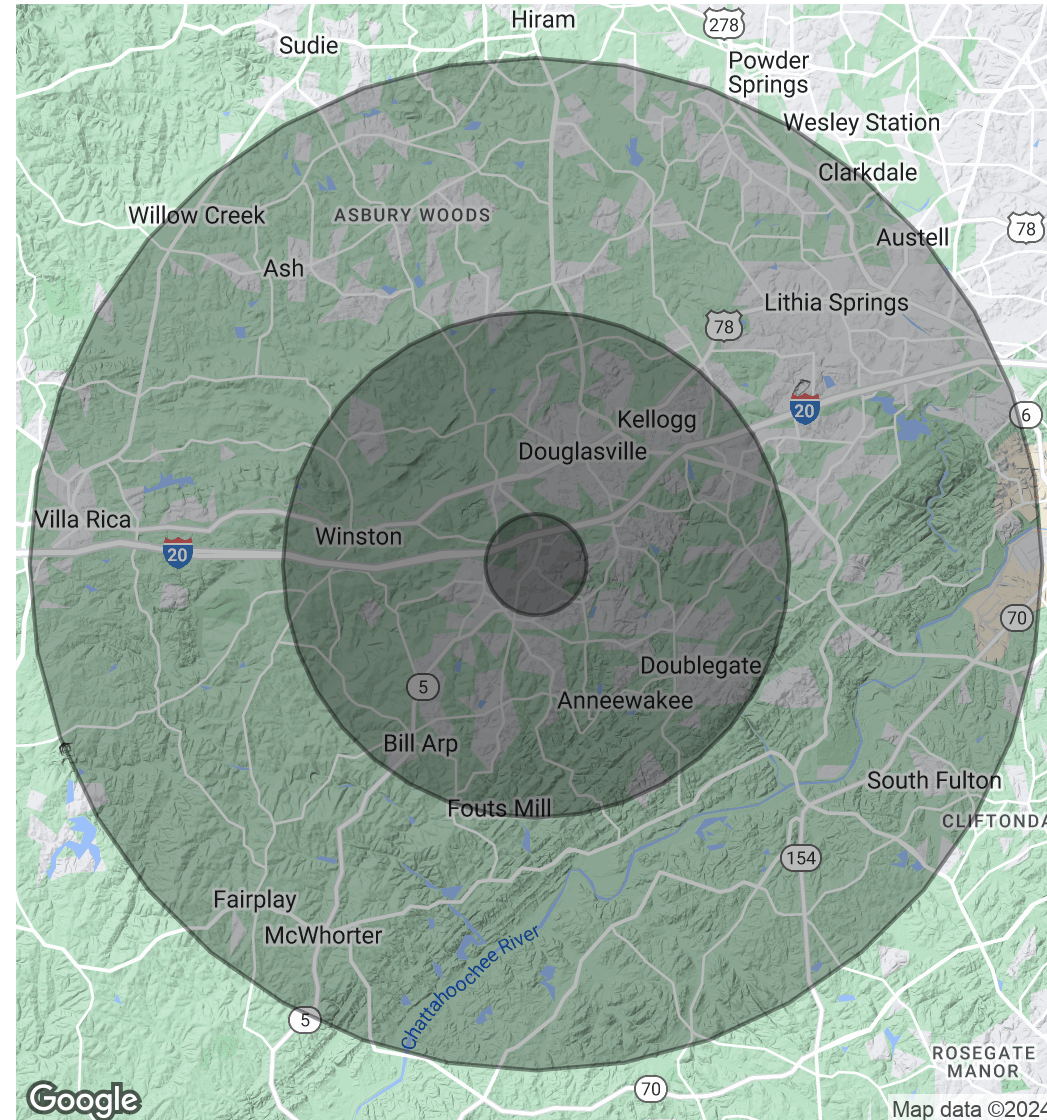 Hiram
278
Sudie
Powder
Springs
Wesley Station
Clarkdale
Willow Creek
ASBURY WOODS
78
Austell
Ash
Lithia Springs
78
20
6
Kellogg
Douglasville
Villa Rica
Winston
20
70
Doublegate
5
Anneewakee
Bill Arp
South Fulton
Fouts Mill
CLIFTONDA
154
Fairplay
McWhorter
Chattahoochee River
5
ROSEGATE
MANOR
70
Google
Map data ©2024